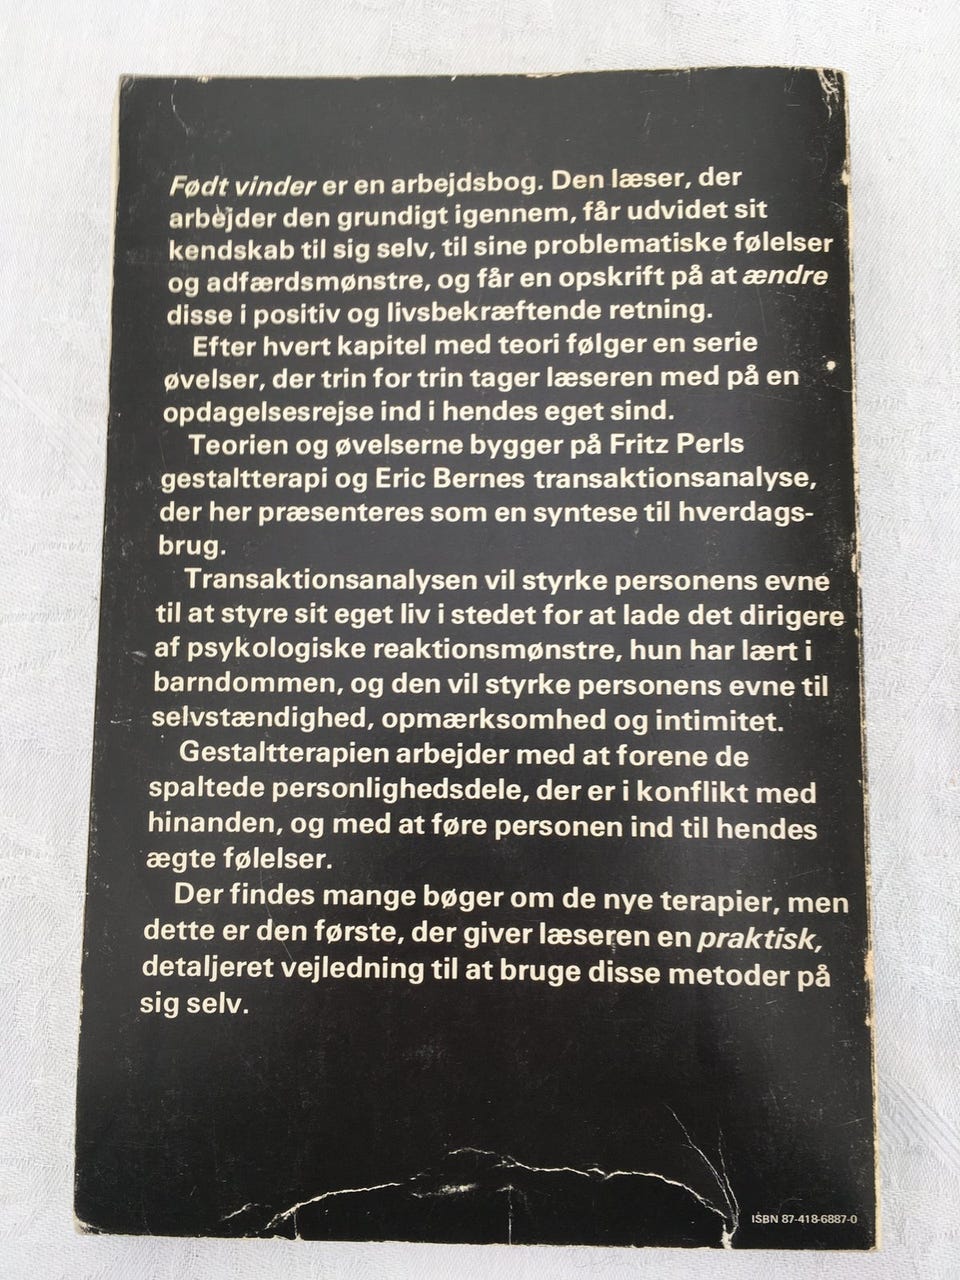 Født vinder er en arbejdsbog. Den læser, der
arbejder den grundigt igennem, får udvidet sit
kendskab til sig selv, til sine problematiske følelser
og adfærdsmønstre, og får en opskrift på at ændre
disse i positiv og livsbekræftende retning.
Efter hvert kapitel med teori følger en serie
øvelser, der trin for trin tager læseren med på en
opdagelsesrejse ind i hendes eget sind.
Teorien og øvelserne bygger på Fritz Perls
gestaltterapi og Eric Bernes transaktionsanalyse,
der her præsenteres som en syntese til hverdags-
brug.
Transaktionsanalysen vil styrke personens evne
til at styre sit eget liv i stedet for at lade det dirigere
af psykologiske reaktionsmønstre, hun har lært i
barndommen, og den vil styrke personens evne til
selvstændighed, opmærksomhed og intimitet.
Gestaltterapien arbejder med at forene de
spaltede personlighedsdele, der er i konflikt med
hinanden, og med at føre personen ind til hendes
ægte følelser.
Der findes mange bøger om de nye terapier, men
dette er den første, der giver læseren en praktisk,
detaljeret vejledning til at bruge disse metoder på
sig selv.
ISBN 87-418-6887-0